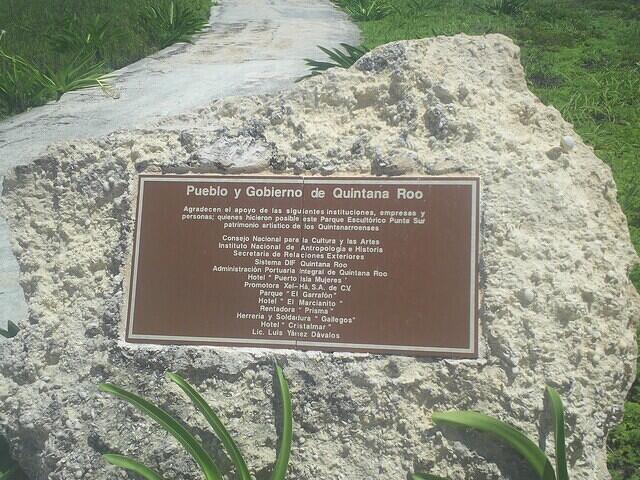 Pueblo y Gobierno de Quintana Roo
Agradecen el apoyo de las siguientes instituciones, empresas y
personas; quienes hicieron posible este Parque Escultórico Punta Sur
patrimonio artístico de los Quintanarroenses
Consejo Nacional para la Cultura y las Artes
Instituto Nacional de Antropología e Historia
Secretaría de Relaciones Exteriores
Sistema DIF Quintana Roo
Administración Portuaria Integral de Quintana Roo
Hotel " Puerto Isla Mujeres "
Promotora Xel-Há, S.A. de C.V.
Parque " El Garrafón"
Hotel " El Marcianito "
Rentadora " Prisma"
Herrería y Soldadura " Gallegos"
Hotel " Cristalmar "
Lic. Luis Yáñez Dávalos